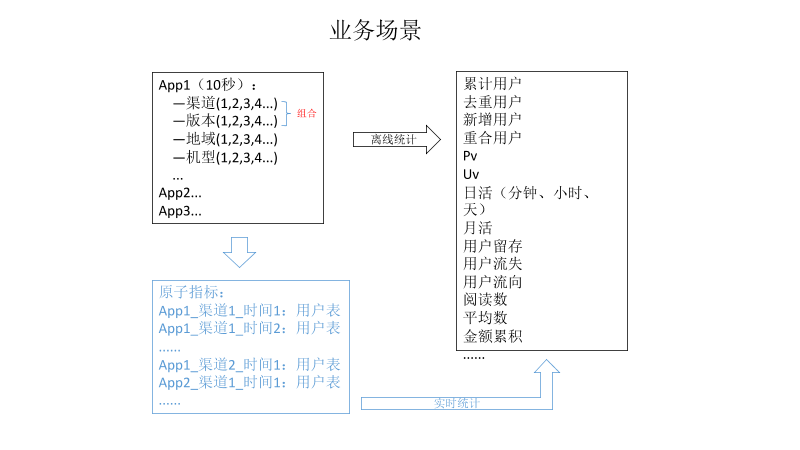 业务场景
App1（10秒）：
—渠道(1,2,3,4...)
—版本(1,2,3,4...)
组合
—地域(1,2,3,4...)
—机型(1,2,3,4...)
...
App2...
App3...
离线统计
累计用户
去重用户
新增用户
重合用户
Pv
Uv
日活（分钟、小时、
天）
月活
用户留存
用户流失
用户流向
阅读数
平均数
金额累积
......
原子指标：
App1_渠道1_时间1：用户表
App1_渠道1_时间2：用户表
......
App1_渠道2_时间1：用户表
App2_渠道1_时间1：用户表
......
实时统计